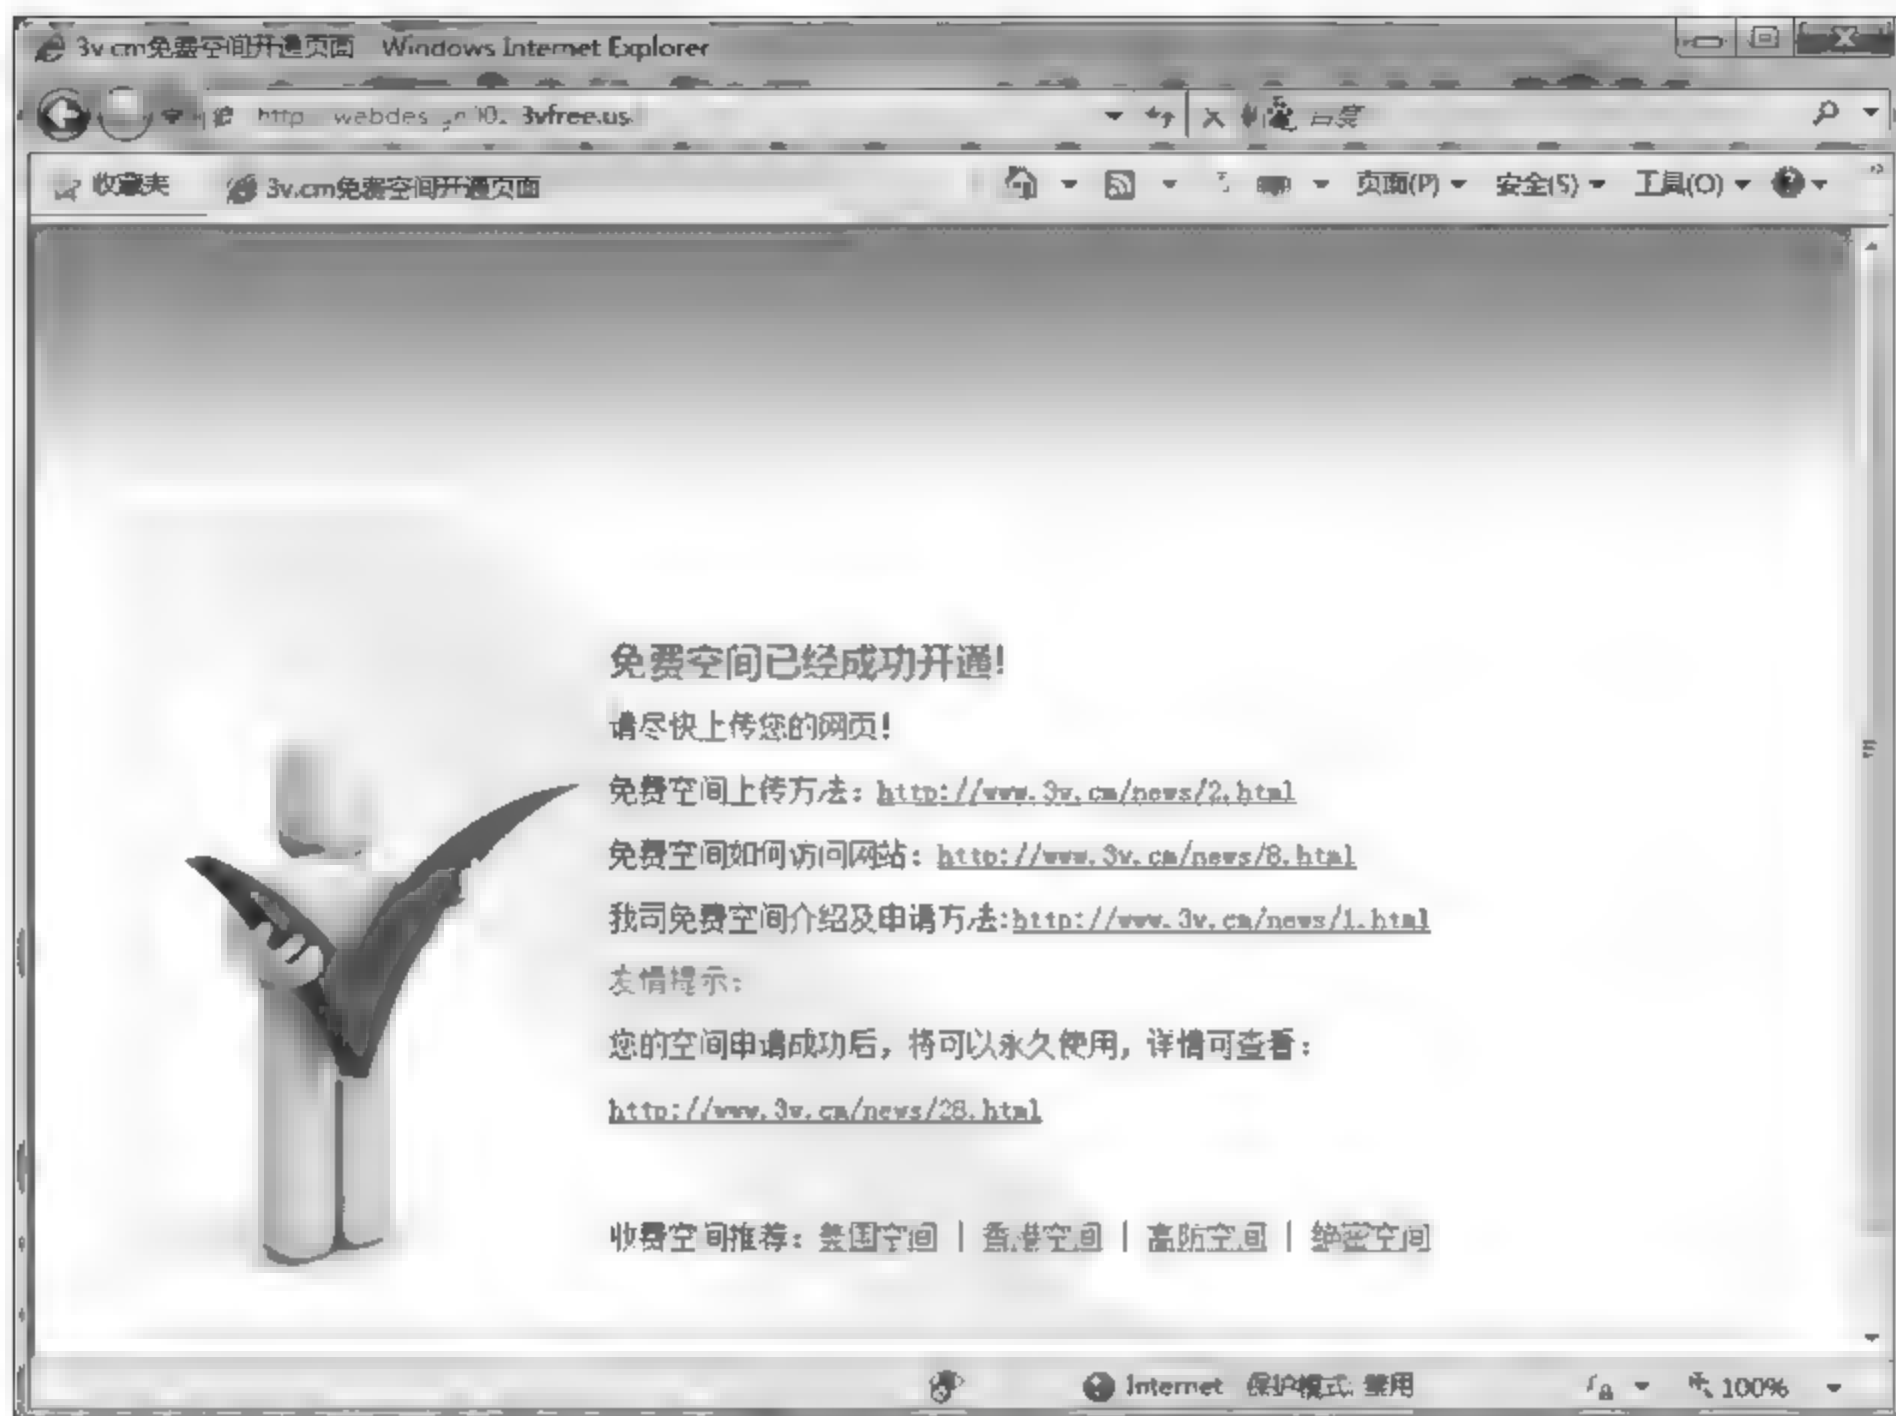 3v.cm免费空间开通页面 Windows Internet Explorer
3vfree.us 百度
收藏夹 3v.cm免费空间开通页面 页面(P) 安全(S) 工具(O)
免费空间已经成功开通!
请尽快上传您的网页!
免费空间上传方法：http://www.3v.cm/news/2.html
免费空间如何访问网站：http://www.3v.cm/news/8.html
我司免费空间介绍及申请方法:http://www.3v.cm/news/1.html
友情提示：
您的空间申请成功后，将可以永久使用，详情可查看：
http://www.3v.cm/news/28.html
收费空间推荐：美国空间 | 香港空间 | 高防空间 | 绝密空间
Internet 保护模式: 禁用 100%